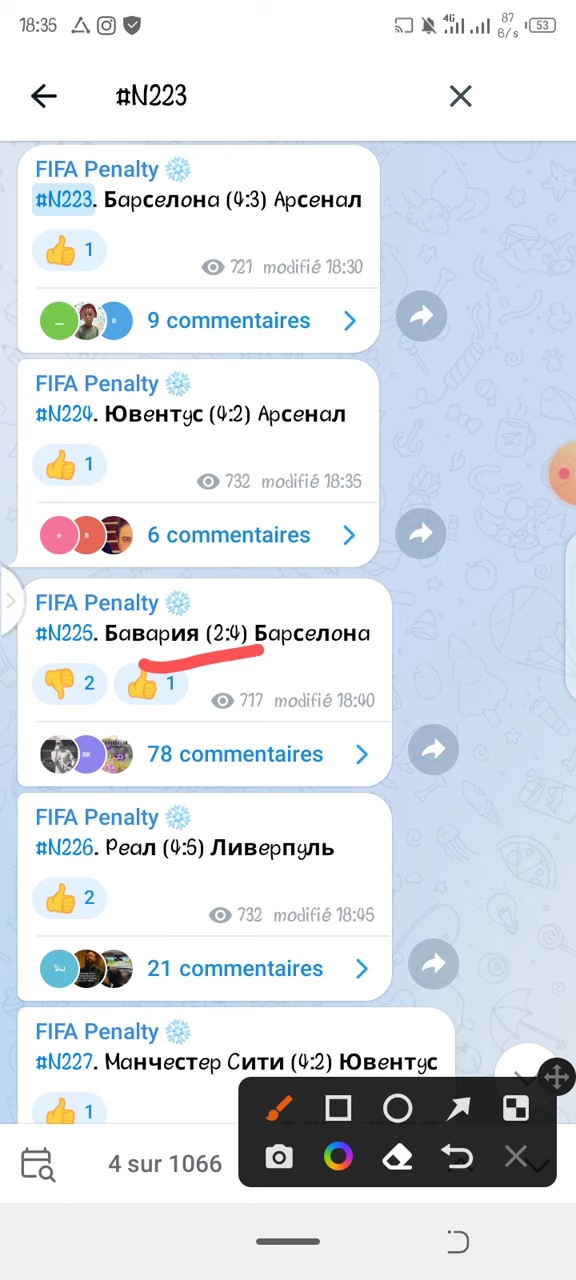 18:35
4G
87
B/s
53
#N223
FIFA Penalty ❄️
#N223. Барселона (4:3) Арсенал
👍 1
721 modifié 18:30
9 commentaires
FIFA Penalty ❄️
#N224. Ювентус (4:2) Арсенал
👍 1
732 modifié 18:35
6 commentaires
FIFA Penalty ❄️
#N225. Бавария (2:4) Барселона
👎 2 👍 1
717 modifié 18:40
RK
78 commentaires
FIFA Penalty ❄️
#N226. Реал (4:5) Ливерпуль
👍 2
732 modifié 18:45
21 commentaires
FIFA Penalty ❄️
#N227. Манчестер Сити (4:2) Ювентус
👍 1
4 sur 1066